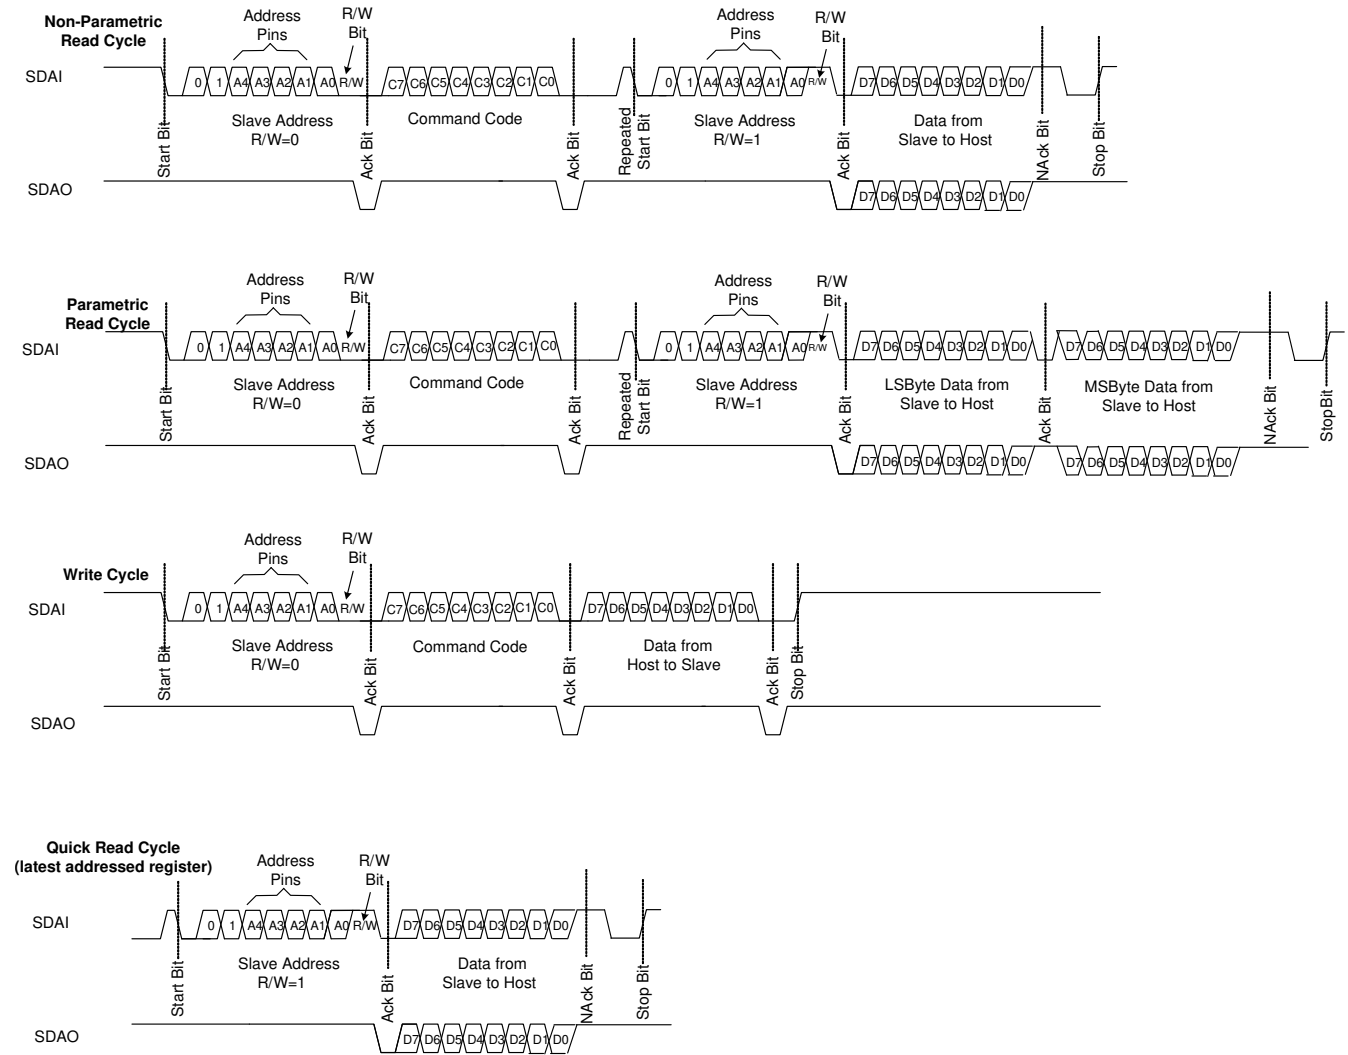 Non-Parametric
Read Cycle
Address
Pins
R/W
Bit
Address
Pins
R/W
Bit
SDAI
0 1 A4 A3 A2 A1 A0 R/W
C7 C6 C5 C4 C3 C2 C1 C0
0 1 A4 A3 A2 A1 A0 R/W
D7 D6 D5 D4 D3 D2 D1 D0
Start Bit
Slave Address
R/W=0
Ack Bit
Command Code
Ack Bit
Repeated
Start Bit
Slave Address
R/W=1
Ack Bit
Data from
Slave to Host
NAck Bit
Stop Bit
SDAO
D7 D6 D5 D4 D3 D2 D1 D0
Parametric
Read Cycle
Address
Pins
R/W
Bit
Address
Pins
R/W
Bit
SDAI
0 1 A4 A3 A2 A1 A0 R/W
C7 C6 C5 C4 C3 C2 C1 C0
0 1 A4 A3 A2 A1 A0 R/W
D7 D6 D5 D4 D3 D2 D1 D0
D7 D6 D5 D4 D3 D2 D1 D0
Start Bit
Slave Address
R/W=0
Ack Bit
Command Code
Ack Bit
Repeated
Start Bit
Slave Address
R/W=1
Ack Bit
LSByte Data from
Slave to Host
Ack Bit
MSByte Data from
Slave to Host
NAck Bit
Stop Bit
SDAO
D7 D6 D5 D4 D3 D2 D1 D0
D7 D6 D5 D4 D3 D2 D1 D0
Write Cycle
Address
Pins
R/W
Bit
SDAI
0 1 A4 A3 A2 A1 A0 R/W
C7 C6 C5 C4 C3 C2 C1 C0
D7 D6 D5 D4 D3 D2 D1 D0
Start Bit
Slave Address
R/W=0
Ack Bit
Command Code
Ack Bit
Data from
Host to Slave
Ack Bit
Stop Bit
SDAO
Quick Read Cycle
(latest addressed register)
Address
Pins
R/W
Bit
SDAI
0 1 A4 A3 A2 A1 A0 R/W
D7 D6 D5 D4 D3 D2 D1 D0
Start Bit
Slave Address
R/W=1
Ack Bit
Data from
Slave to Host
NAck Bit
Stop Bit
SDAO
D7 D6 D5 D4 D3 D2 D1 D0